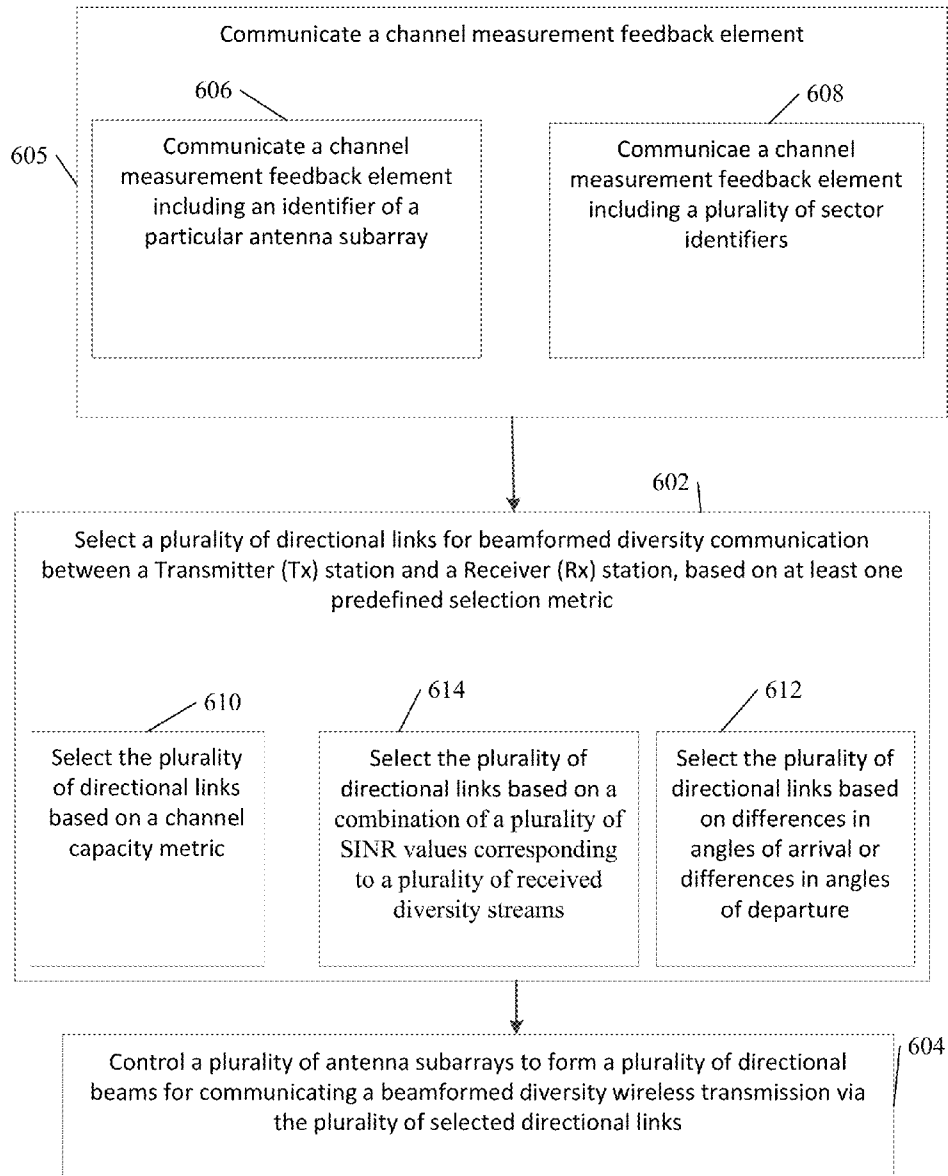 Communicate a channel measurement feedback element
606
608
605
Communicate a channel
measurement feedback element
including an identifier of a
particular antenna subarray
Communicae a channel
measurement feedback element
including a plurality of sector
identifiers
602
Select a plurality of directional links for beamformed diversity communication
between a Transmitter (Tx) station and a Receiver (Rx) station, based on at least one
predefined selection metric
610
614
612
Select the plurality
of directional links
based on a channel
capacity metric
Select the plurality of
directional links based on a
combination of a plurality of
SINR values corresponding
to a plurality of received
diversity streams
Select the plurality of
directional links based
on differences in
angles of arrival or
differences in angles
of departure
604
Control a plurality of antenna subarrays to form a plurality of directional
beams for communicating a beamformed diversity wireless transmission via
the plurality of selected directional links